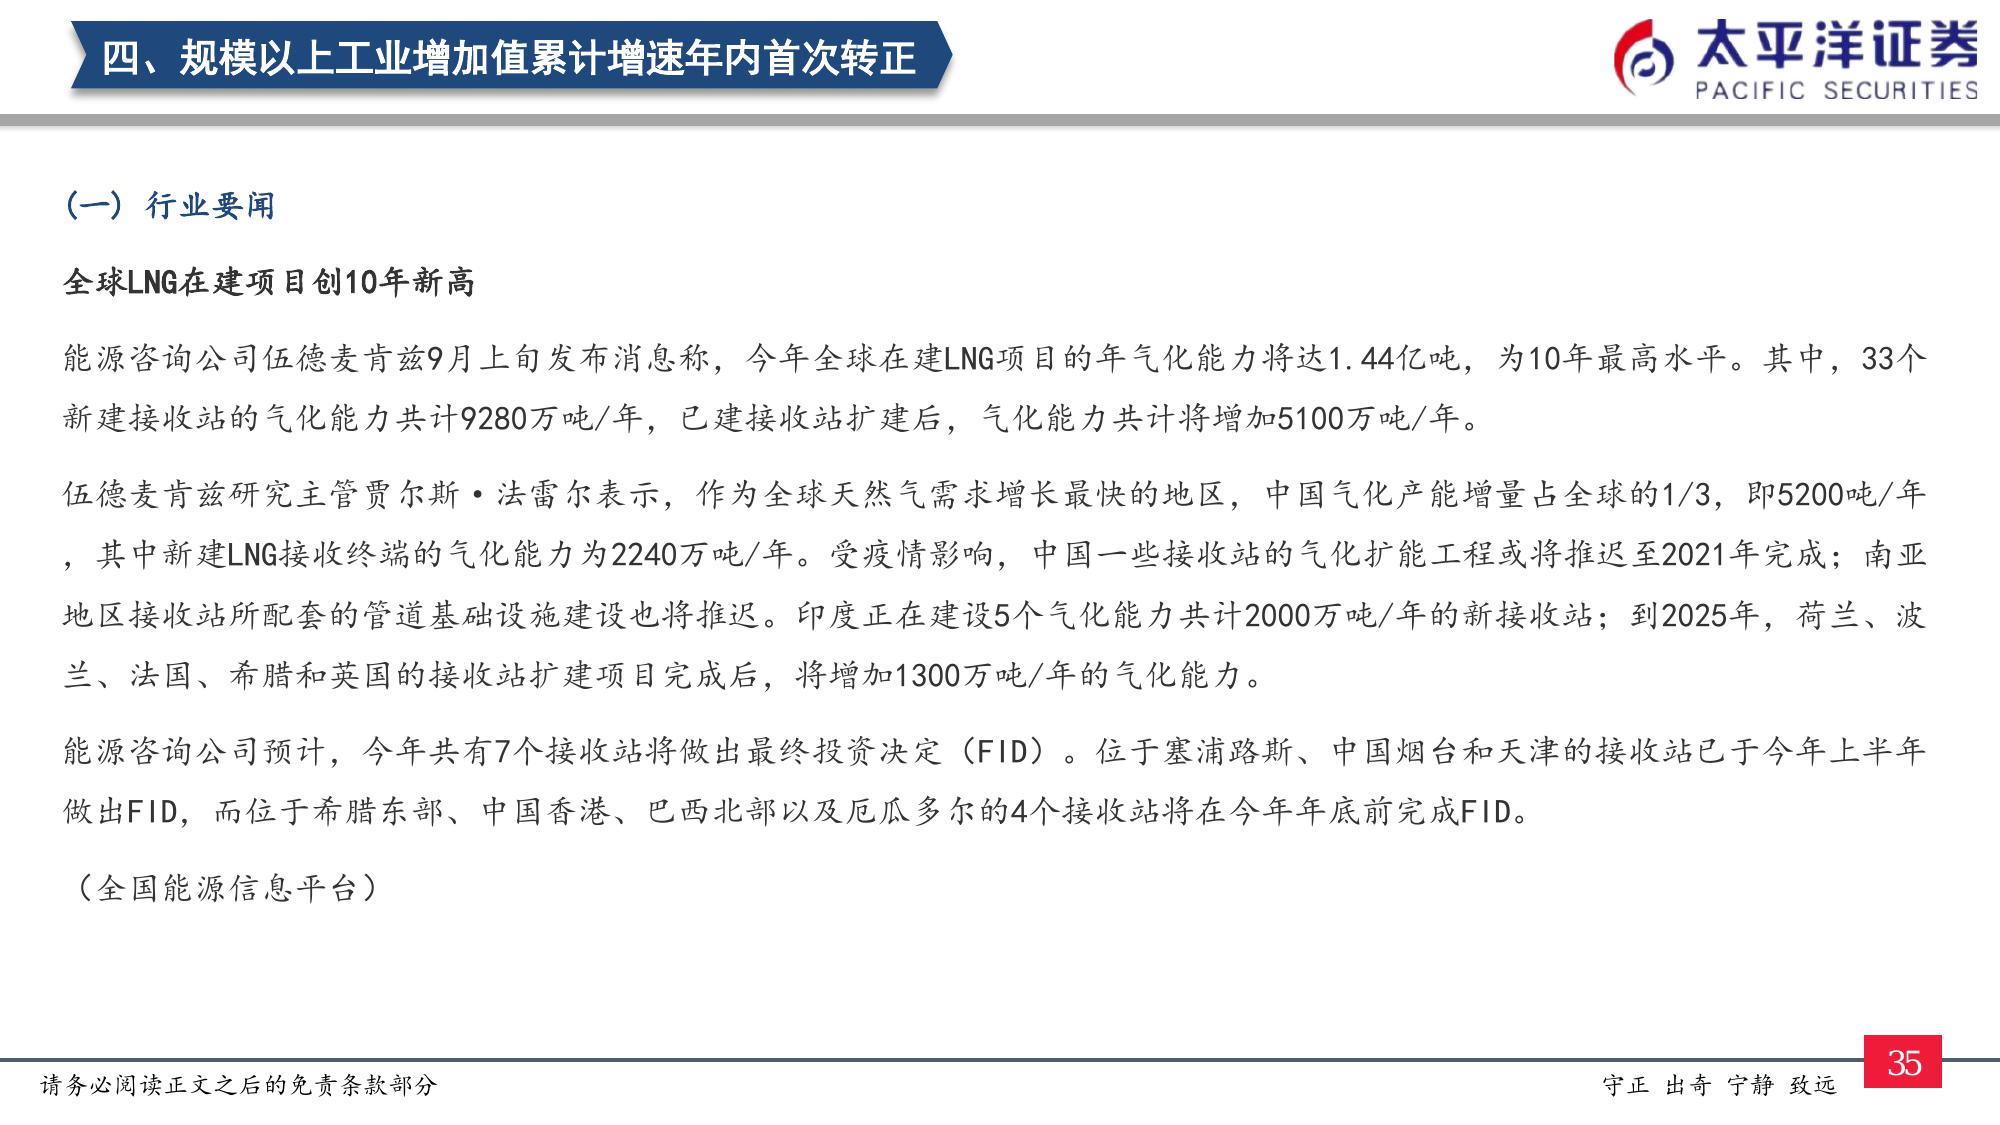 四、规模以上工业增加值累计增速年内首次转正
太平洋证券
PACIFIC SECURITIES
(一) 行业要闻
全球LNG在建项目创10年新高
能源咨询公司伍德麦肯兹9月上旬发布消息称，今年全球在建LNG项目的年气化能力将达1.44亿吨，为10年最高水平。其中，33个
新建接收站的气化能力共计9280万吨/年，已建接收站扩建后，气化能力共计将增加5100万吨/年。
伍德麦肯兹研究主管贾尔斯·法雷尔表示，作为全球天然气需求增长最快的地区，中国气化产能增量占全球的1/3，即5200吨/年
，其中新建LNG接收终端的气化能力为2240万吨/年。受疫情影响，中国一些接收站的气化扩能工程或将推迟至2021年完成；南亚
地区接收站所配套的管道基础设施建设也将推迟。印度正在建设5个气化能力共计2000万吨/年的新接收站；到2025年，荷兰、波
兰、法国、希腊和英国的接收站扩建项目完成后，将增加1300万吨/年的气化能力。
能源咨询公司预计，今年共有7个接收站将做出最终投资决定（FID）。位于塞浦路斯、中国烟台和天津的接收站已于今年上半年
做出FID，而位于希腊东部、中国香港、巴西北部以及厄瓜多尔的4个接收站将在今年年底前完成FID。
（全国能源信息平台）
请务必阅读正文之后的免责条款部分
守正 出奇 宁静 致远
35